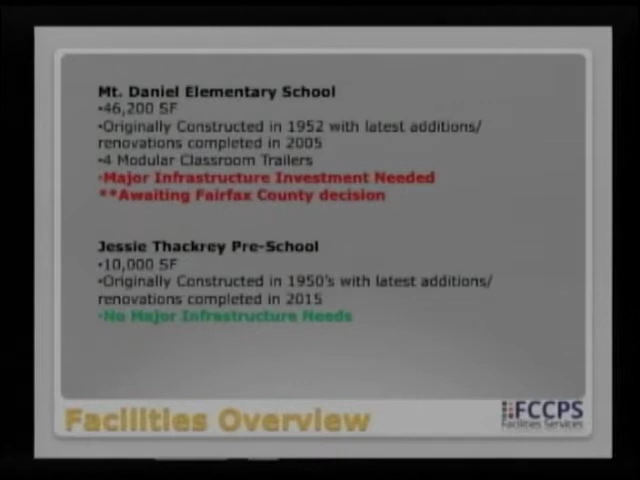 Mt. Daniel Elementary School
•46,200 SF
•Originally Constructed in 1952 with latest additions/
renovations completed in 2005
•4 Modular Classroom Trailers
•Major Infrastructure Investment Needed
**Awaiting Fairfax County decision
Jessie Thackrey Pre-School
•10,000 SF
•Originally Constructed in 1950's with latest additions/
renovations completed in 2015
•No Major Infrastructure Needs
Facilities Overview
FCCPS
Facilities Services